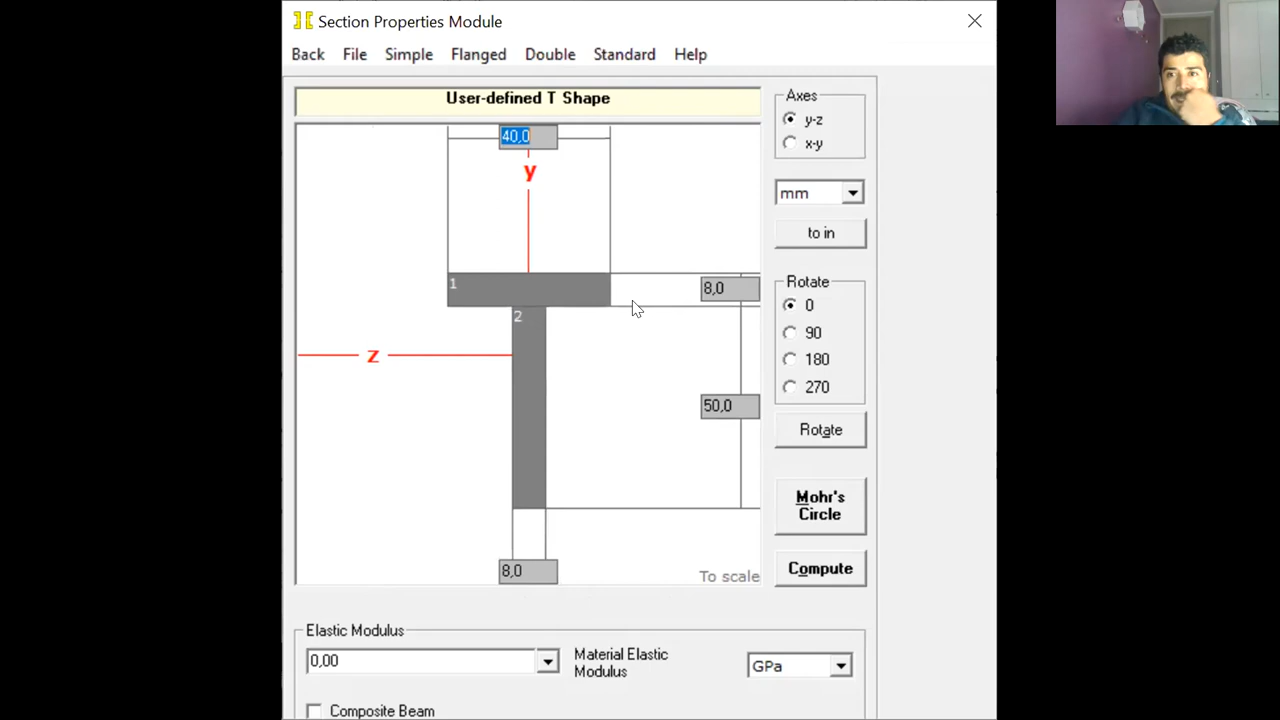 Section Properties Module
Back File Simple Flanged Double Standard Help
User-defined T Shape
40,0
y
1
8,0
2
z
50,0
8,0
To scale
Axes
y-z
x-y
mm
to in
Rotate
0
90
180
270
Rotate
Mohr's
Circle
Compute
Elastic Modulus
0,00
Material Elastic
Modulus
GPa
Composite Beam